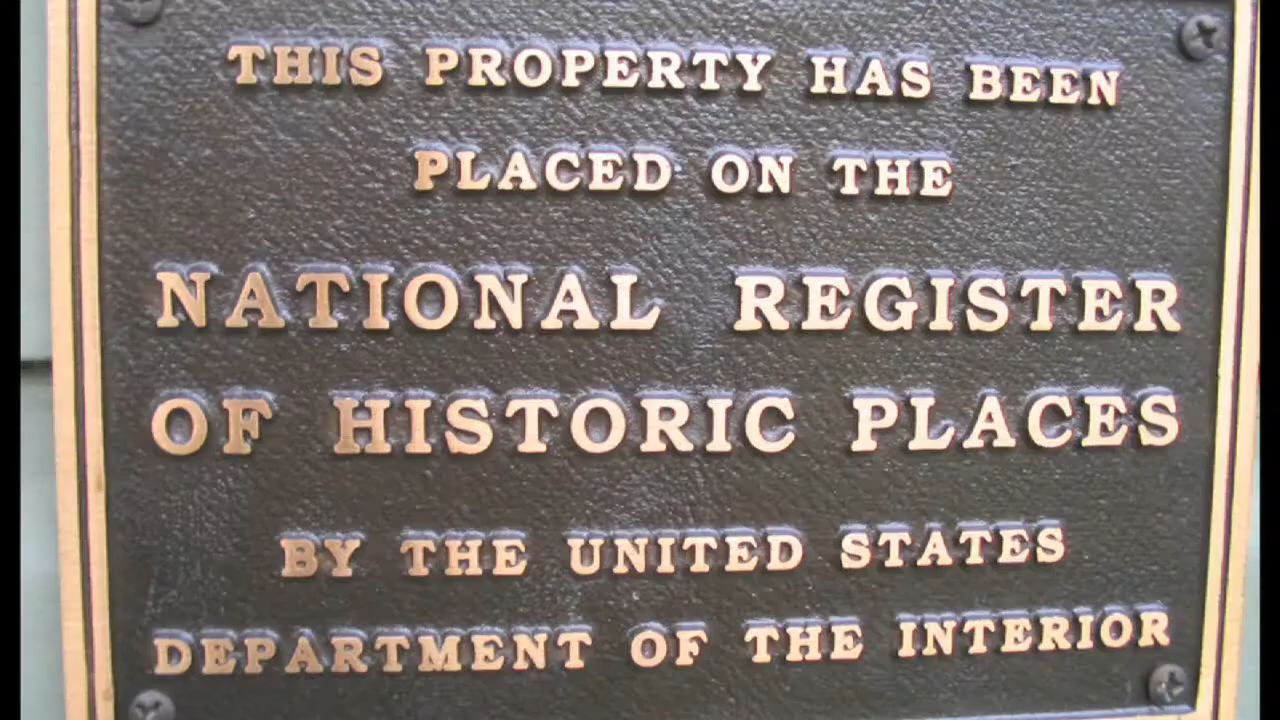 THIS PROPERTY HAS BEEN
PLACED ON THE
NATIONAL REGISTER
OF HISTORIC PLACES
BY THE UNITED STATES
DEPARTMENT OF THE INTERIOR